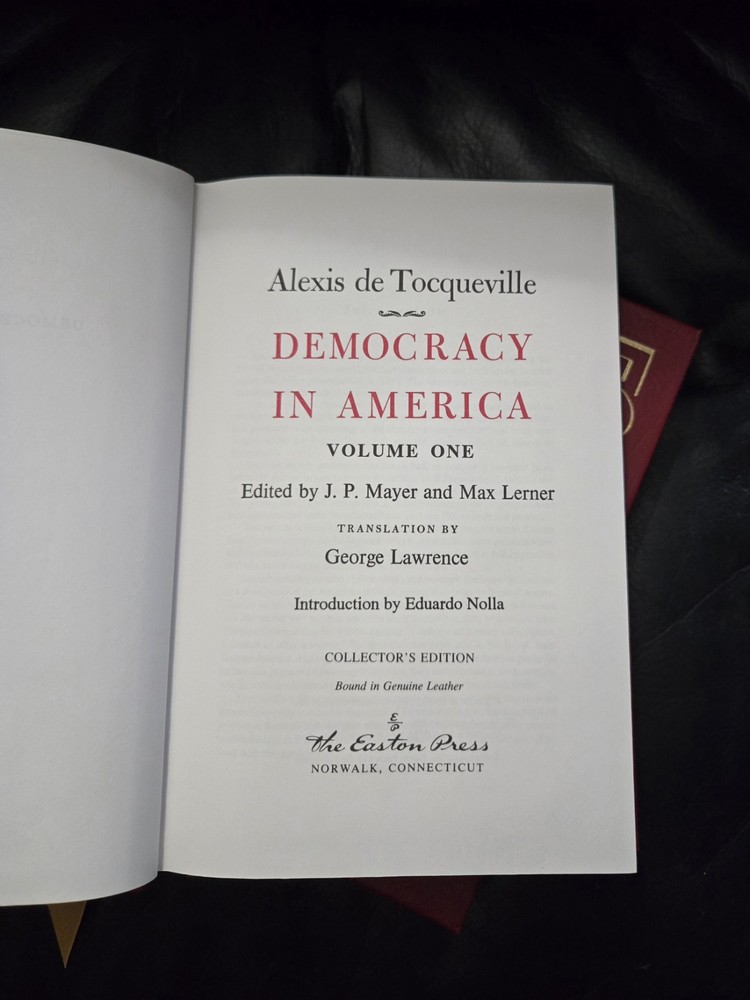 Alexis de Tocqueville
DEMOCRACY
IN AMERICA
VOLUME ONE
Edited by J. P. Mayer and Max Lerner
TRANSLATION BY
George Lawrence
Introduction by Eduardo Nolla
COLLECTOR'S EDITION
Bound in Genuine Leather
E
P
The Easton Press
NORWALK, CONNECTICUT